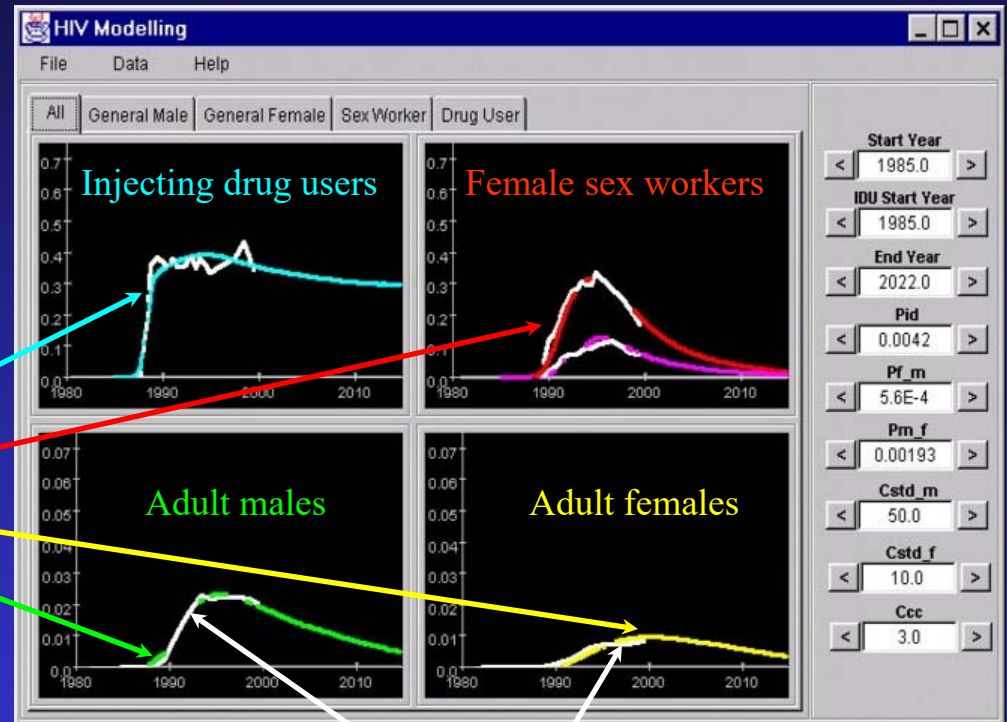 HIV Modelling
File Data Help
All General Male General Female Sex Worker Drug User
Injecting drug users
0.7
0.6
0.5
0.4
0.3
0.2
0.1
0.0
1980 1990 2000 2010
Female sex workers
0.7
0.6
0.5
0.4
0.3
0.2
0.1
0.0
1980 1990 2000 2010
Adult males
0.07
0.06
0.05
0.04
0.03
0.02
0.01
0.0
1980 1990 2000 2010
Adult females
0.07
0.06
0.05
0.04
0.03
0.02
0.01
0.0
1980 1990 2000 2010
Start Year
< 1985.0 >
IDU Start Year
< 1985.0 >
End Year
< 2022.0 >
Pid
< 0.0042 >
Pf_m
< 5.6E-4 >
Pm_f
< 0.00193 >
Cstd_m
< 50.0 >
Cstd_f
< 10.0 >
Ccc
< 3.0 >